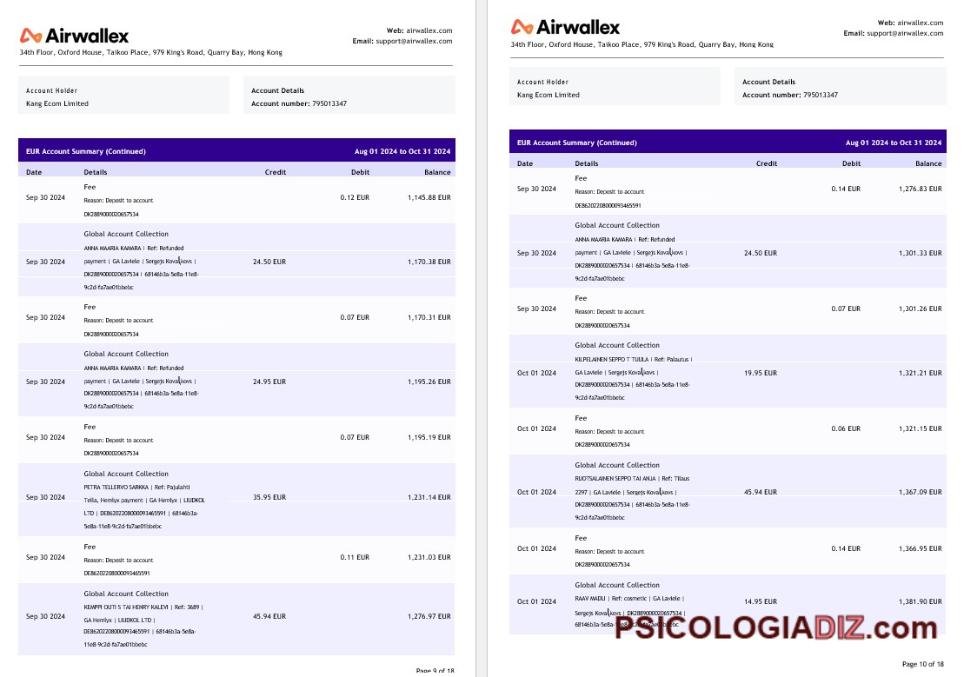 Airwallex
Web: airwallex.com
Email: support@airwallex.com
34th Floor, Oxford House, Taikoo Place, 979 King's Road, Quarry Bay, Hong Kong
Account Holder
Kang Ecom Limited
Account Details
Account number: 795013347
EUR Account Summary (Continued) Aug 01 2024 to Oct 31 2024
Date Details Credit Debit Balance
Fee
Sep 30 2024 Reason: Deposit to account 0.12 EUR 1,145.88 EUR
DK2889000020657534
Global Account Collection
ANNA MAARIA KAMARA | Ref: Refunded
Sep 30 2024 payment | GA Laviele | Sergejs Kovaļkovs | 24.50 EUR 1,170.38 EUR
DK2889000020657534 | 68146b3a-5e8a-11e8-
9c2d-fa7ae01bbebc
Fee
Sep 30 2024 Reason: Deposit to account 0.07 EUR 1,170.31 EUR
DK2889000020657534
Global Account Collection
ANNA MAARIA KAMARA | Ref: Refunded
Sep 30 2024 payment | GA Laviele | Sergejs Kovaļkovs | 24.95 EUR 1,195.26 EUR
DK2889000020657534 | 68146b3a-5e8a-11e8-
9c2d-fa7ae01bbebc
Fee
Sep 30 2024 Reason: Deposit to account 0.07 EUR 1,195.19 EUR
DK2889000020657534
Global Account Collection
PETRA TELLERVO SARKKA | Ref: Pajulahti
Sep 30 2024 Tella, Hemlyx payment | GA Hemlyx | LIUDKOL 35.95 EUR 1,231.14 EUR
LTD | DE86202208000093465591 | 68146b3a-
5e8a-11e8-9c2d-fa7ae01bbebc
Fee
Sep 30 2024 Reason: Deposit to account 0.11 EUR 1,231.03 EUR
DE86202208000093465591
Global Account Collection
KEMPPI OUTI S TAI HENRY KALEVI | Ref: 3689 |
Sep 30 2024 GA Hemlyx | LIUDKOL LTD | 45.94 EUR 1,276.97 EUR
DE86202208000093465591 | 68146b3a-5e8a-
11e8-9c2d-fa7ae01bbebc
Page 9 of 18
Airwallex
Web: airwallex.com
Email: support@airwallex.com
34th Floor, Oxford House, Taikoo Place, 979 King's Road, Quarry Bay, Hong Kong
Account Holder
Kang Ecom Limited
Account Details
Account number: 795013347
EUR Account Summary (Continued) Aug 01 2024 to Oct 31 2024
Date Details Credit Debit Balance
Fee
Sep 30 2024 Reason: Deposit to account 0.14 EUR 1,276.83 EUR
DE86202208000093465591
Global Account Collection
ANNA MAARIA KAMARA | Ref: Refunded
Sep 30 2024 payment | GA Laviele | Sergejs Kovaļkovs | 24.50 EUR 1,301.33 EUR
DK2889000020657534 | 68146b3a-5e8a-11e8-
9c2d-fa7ae01bbebc
Fee
Sep 30 2024 Reason: Deposit to account 0.07 EUR 1,301.26 EUR
DK2889000020657534
Global Account Collection
KILPELAINEN SEPPO T TUULA | Ref: Palautus |
Oct 01 2024 GA Laviele | Sergejs Kovaļkovs | 19.95 EUR 1,321.21 EUR
DK2889000020657534 | 68146b3a-5e8a-11e8-
9c2d-fa7ae01bbebc
Fee
Oct 01 2024 Reason: Deposit to account 0.06 EUR 1,321.15 EUR
DK2889000020657534
Global Account Collection
RUOTSALAINEN SEPPO TAI ANJA | Ref: Tilaus
Oct 01 2024 2297 | GA Laviele | Sergejs Kovaļkovs | 45.94 EUR 1,367.09 EUR
DK2889000020657534 | 68146b3a-5e8a-11e8-
9c2d-fa7ae01bbebc
Fee
Oct 01 2024 Reason: Deposit to account 0.14 EUR 1,366.95 EUR
DK2889000020657534
Global Account Collection
RAAV MADLI | Ref: cosmetic | GA Laviele |
Oct 01 2024 14.95 EUR 1,381.90 EUR
Sergejs Kovaļkovs | DK2889000020657534 |
PSICOLOGIADIZ.com
Page 10 of 18